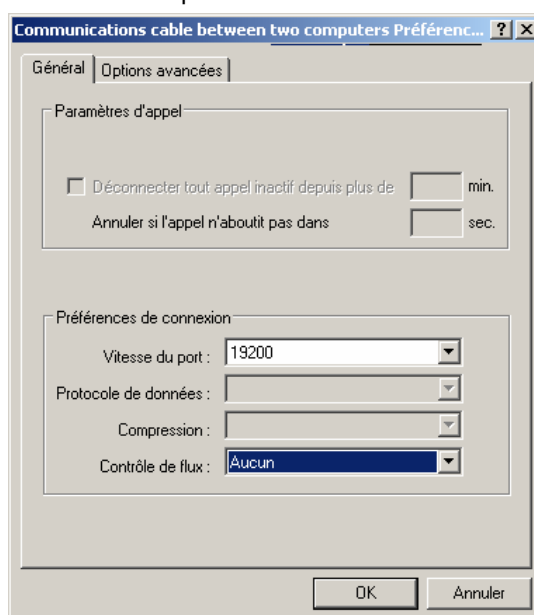 Communications cable between two computers Préférenc...
Général
Options avancées
Paramètres d'appel
Déconnecter tout appel inactif depuis plus de min.
Annuler si l'appel n'aboutit pas dans sec.
Préférences de connexion
Vitesse du port : 19200
Protocole de données :
Compression :
Contrôle de flux : Aucun
OK
Annuler